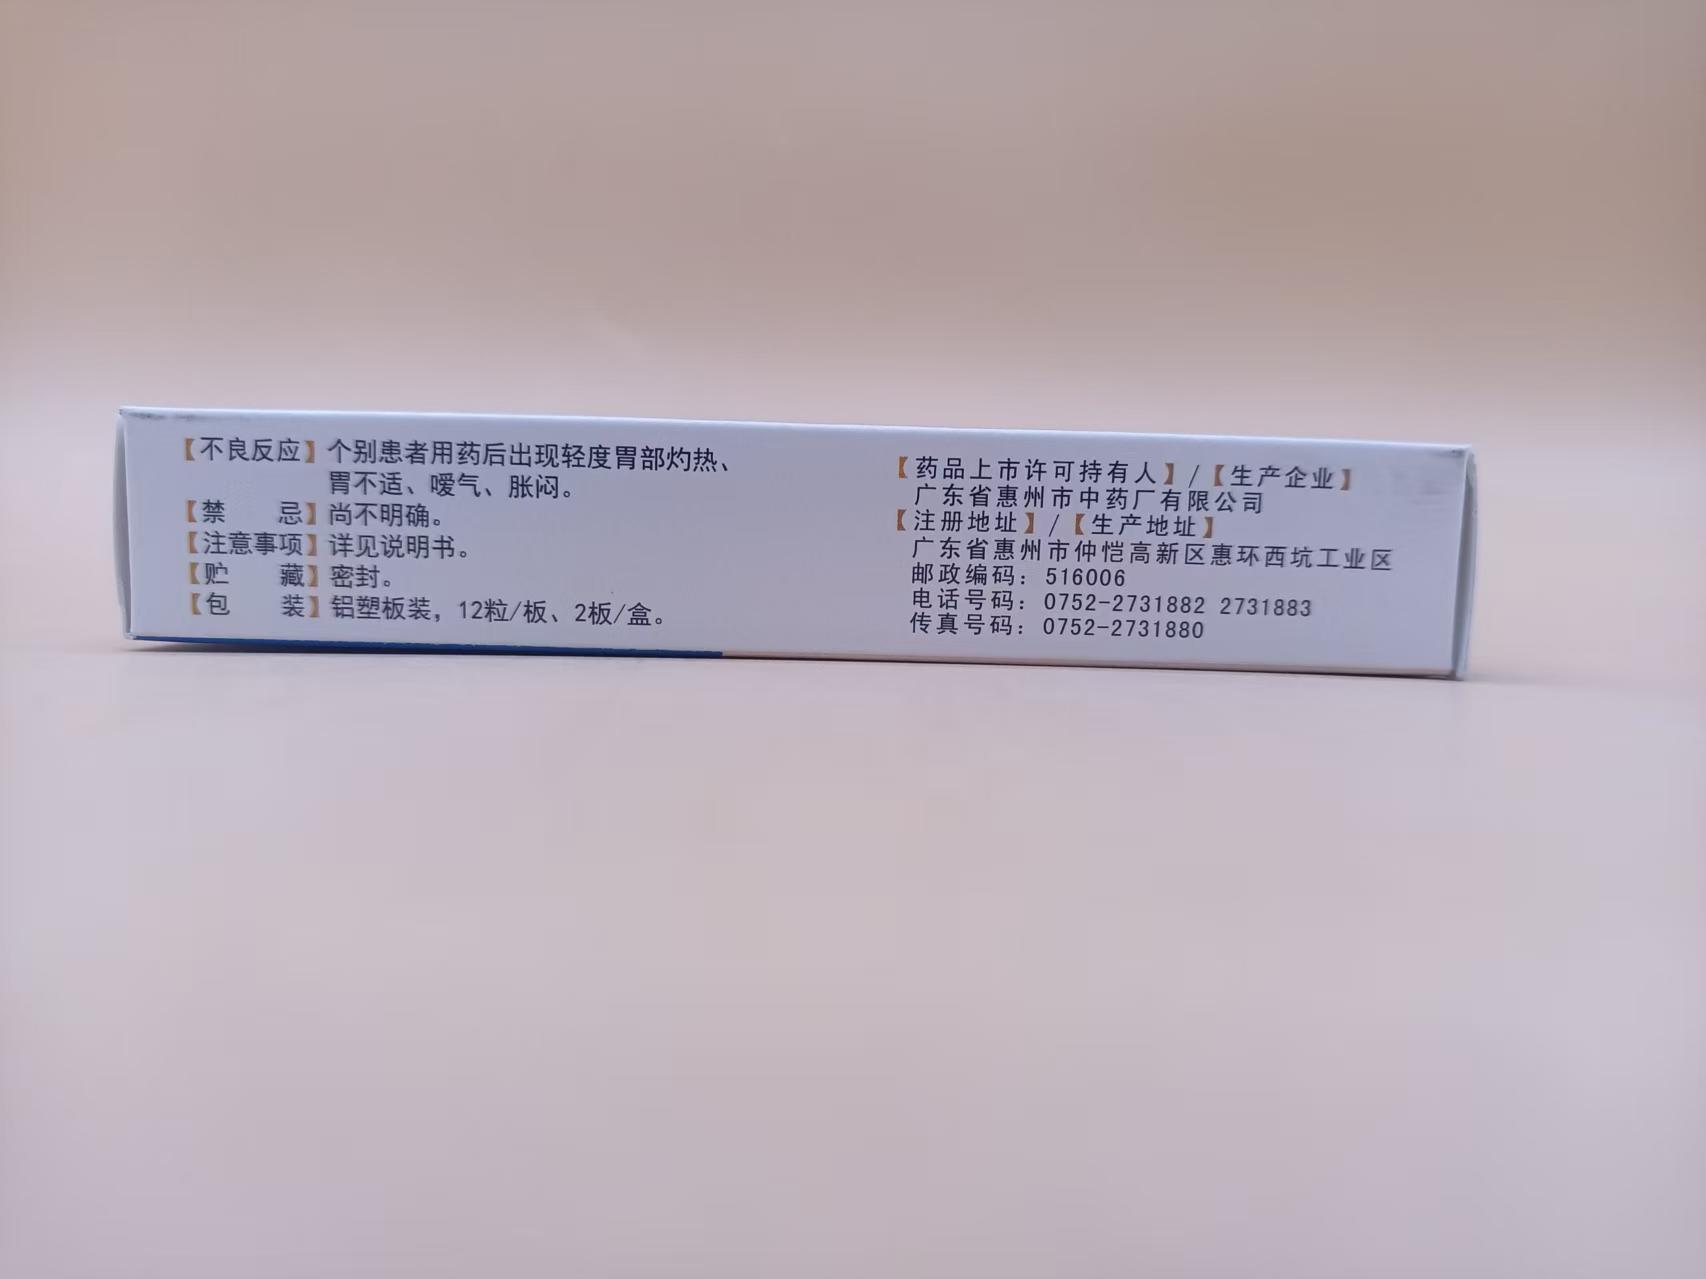 【不良反应】个别患者用药后出现轻度胃部灼热、
胃不适、嗳气、胀闷。
【禁　　忌】尚不明确。
【注意事项】详见说明书。
【贮　　藏】密封。
【包　　装】铝塑板装，12粒/板、2板/盒。
【药品上市许可持有人】/【生产企业】
广东省惠州市中药厂有限公司
【注册地址】/【生产地址】
广东省惠州市仲恺高新区惠环西坑工业区
邮政编码：516006
电话号码：0752-2731882 2731883
传真号码：0752-2731880